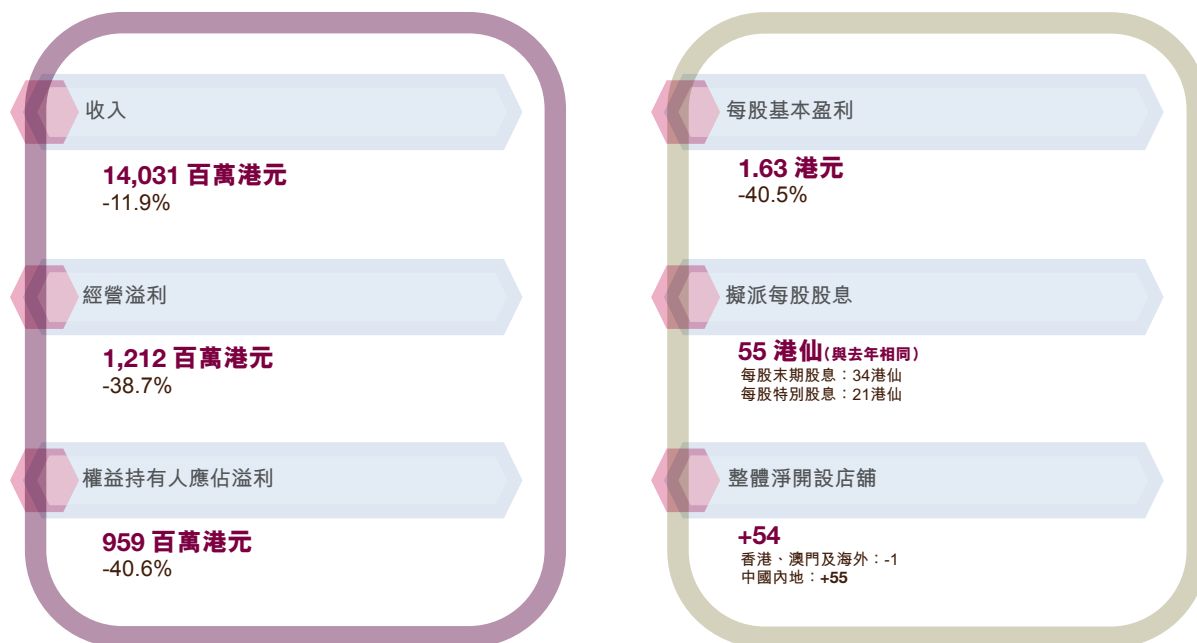 收入
14,031 百萬港元
-11.9%
經營溢利
1,212 百萬港元
-38.7%
權益持有人應佔溢利
959 百萬港元
-40.6%
每股基本盈利
1.63 港元
-40.5%
擬派每股股息
55 港仙(與去年相同)
每股末期股息：34港仙
每股特別股息：21港仙
整體淨開設店舖
+54
香港、澳門及海外：-1
中國內地：+55